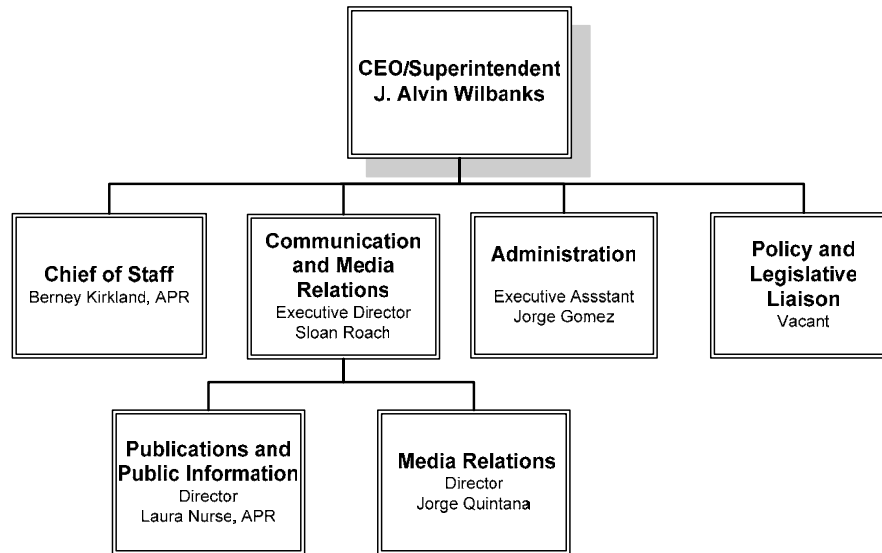 CEO/Superintendent
J. Alvin Wilbanks
Chief of Staff
Berney Kirkland, APR
Communication
and Media
Relations
Executive Director
Sloan Roach
Administration
Executive Assstant
Jorge Gomez
Policy and
Legislative
Liaison
Vacant
Publications and
Public Information
Director
Laura Nurse, APR
Media Relations
Director
Jorge Quintana